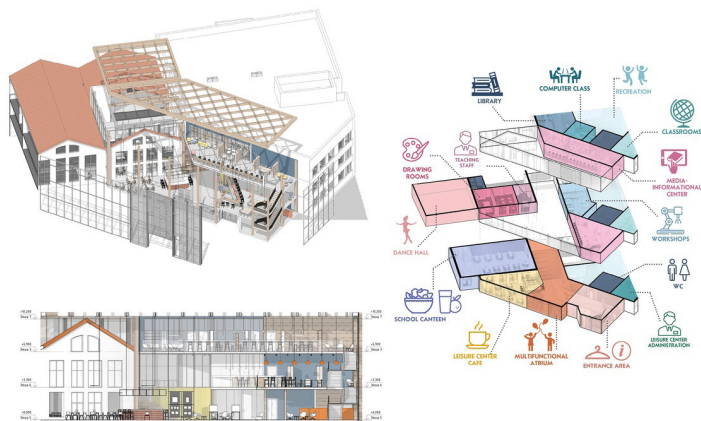 COMPUTER CLASS
LIBRARY
RECREATION
CLASSROOMS
TEACHING
STAFF
DRAWING
ROOMS
MEDIA-
INFORMATIONAL
CENTER
WORKSHOPS
DANCE HALL
WC
SCHOOL CANTEEN
LEISURE CENTER
ADMINISTRATION
LEISURE CENTER
CAFE
MULTIFUNCTIONAL
ATRIUM
ENTRANCE AREA